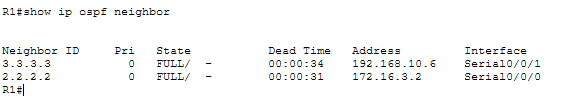 R1#show ip ospf neighbor
Neighbor ID     Pri   State           Dead Time   Address         Interface
3.3.3.3           0   FULL/  -        00:00:34    192.168.10.6    Serial0/0/1
2.2.2.2           0   FULL/  -        00:00:31    172.16.3.2      Serial0/0/0
R1#